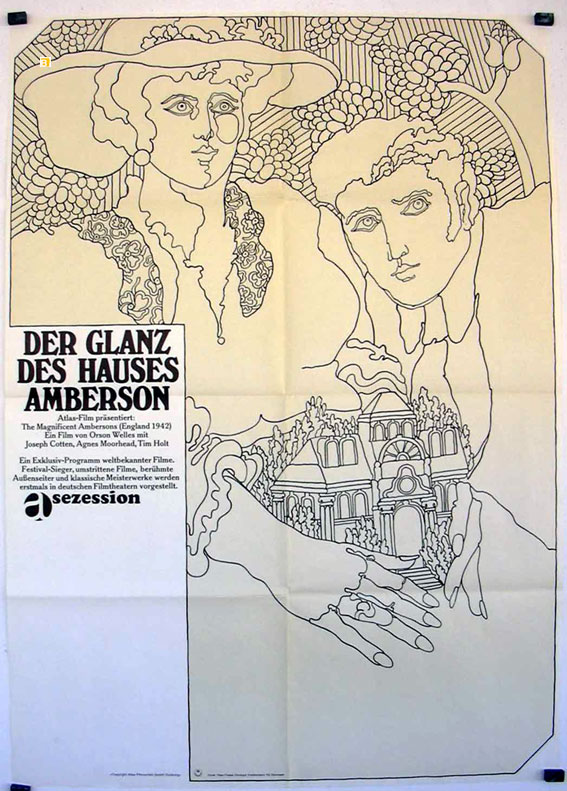 DER GLANZ
DES HAUSES
AMBERSON
Atlas-Film präsentiert:
The Magnificent Ambersons (England 1942)
Ein Film von Orson Welles mit
Joseph Cotten, Agnes Moorhead, Tim Holt
Ein Exklusiv-Programm weltbekannter Filme.
Festival-Sieger, umstrittene Filme, berühmte
Außenseiter und klassische Meisterwerke werden
erstmals in deutschen Filmtheatern vorgestellt.
a sezession